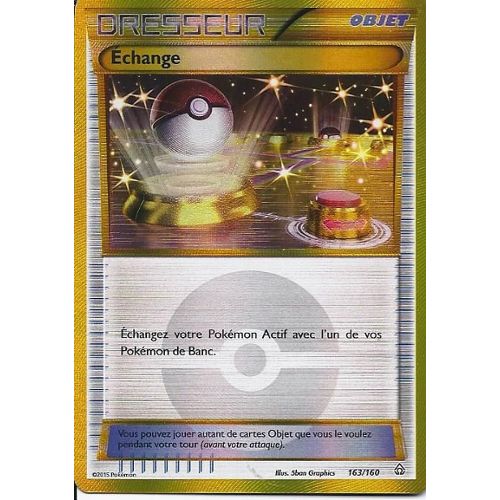 DRESSEUR OBJET
Échange
Échangez votre Pokémon Actif avec l'un de vos
Pokémon de Banc.
Vous pouvez jouer autant de cartes Objet que vous le voulez
pendant votre tour (avant votre attaque).
©2015 Pokémon Illus. 5ban Graphics 163/160